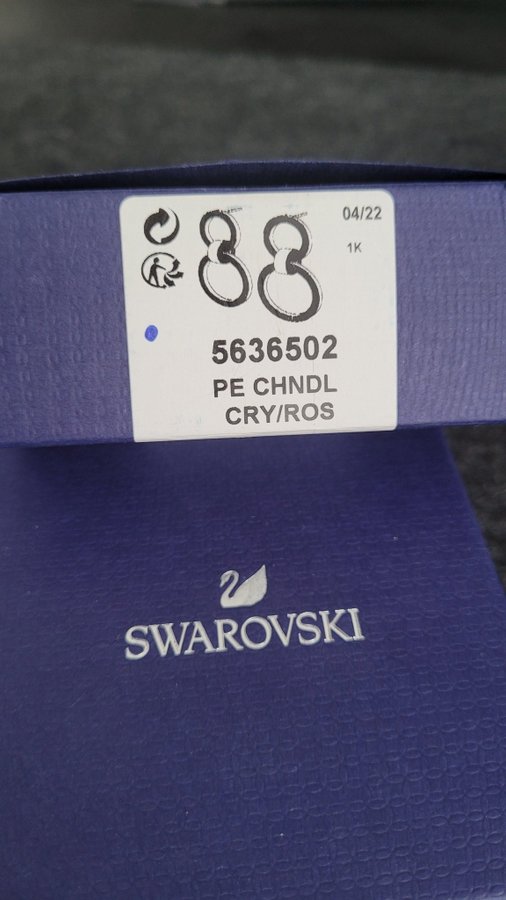 04/22
1K
5636502
PE CHNDL
CRY/ROS
SWAROVSKI